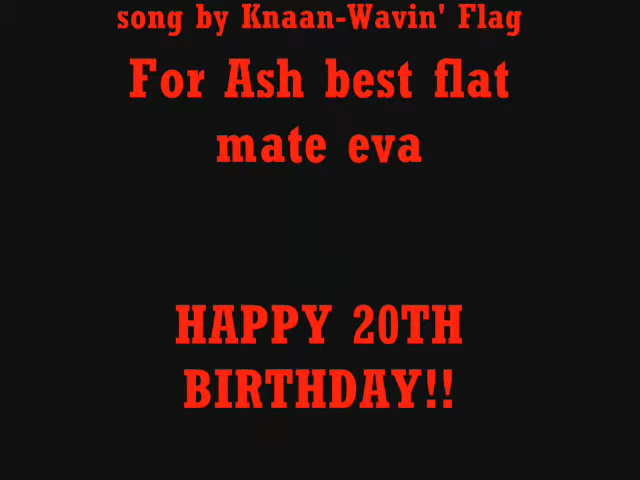 song by Knaan-Wavin' Flag
For Ash best flat
mate eva
HAPPY 20TH
BIRTHDAY!!